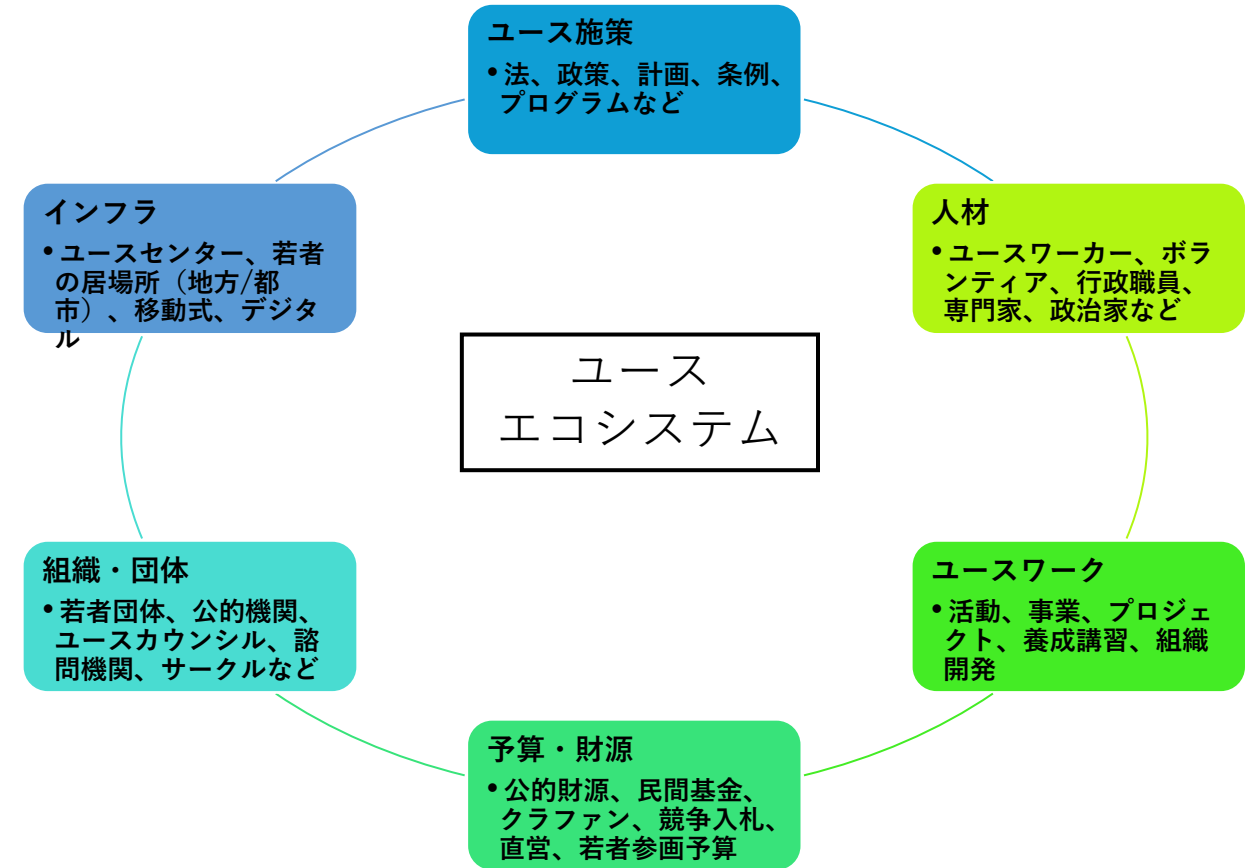 ユース施策
•法、政策、計画、条例、
プログラムなど
インフラ
•ユースセンター、若者
の居場所（地方/都
市）、移動式、デジタ
ル
人材
•ユースワーカー、ボラ
ンティア、行政職員、
専門家、政治家など
ユース
エコシステム
組織・団体
•若者団体、公的機関、
ユースカウンシル、諮
問機関、サークルなど
ユースワーク
•活動、事業、プロジェ
クト、養成講習、組織
開発
予算・財源
•公的財源、民間基金、
クラファン、競争入札、
直営、若者参画予算